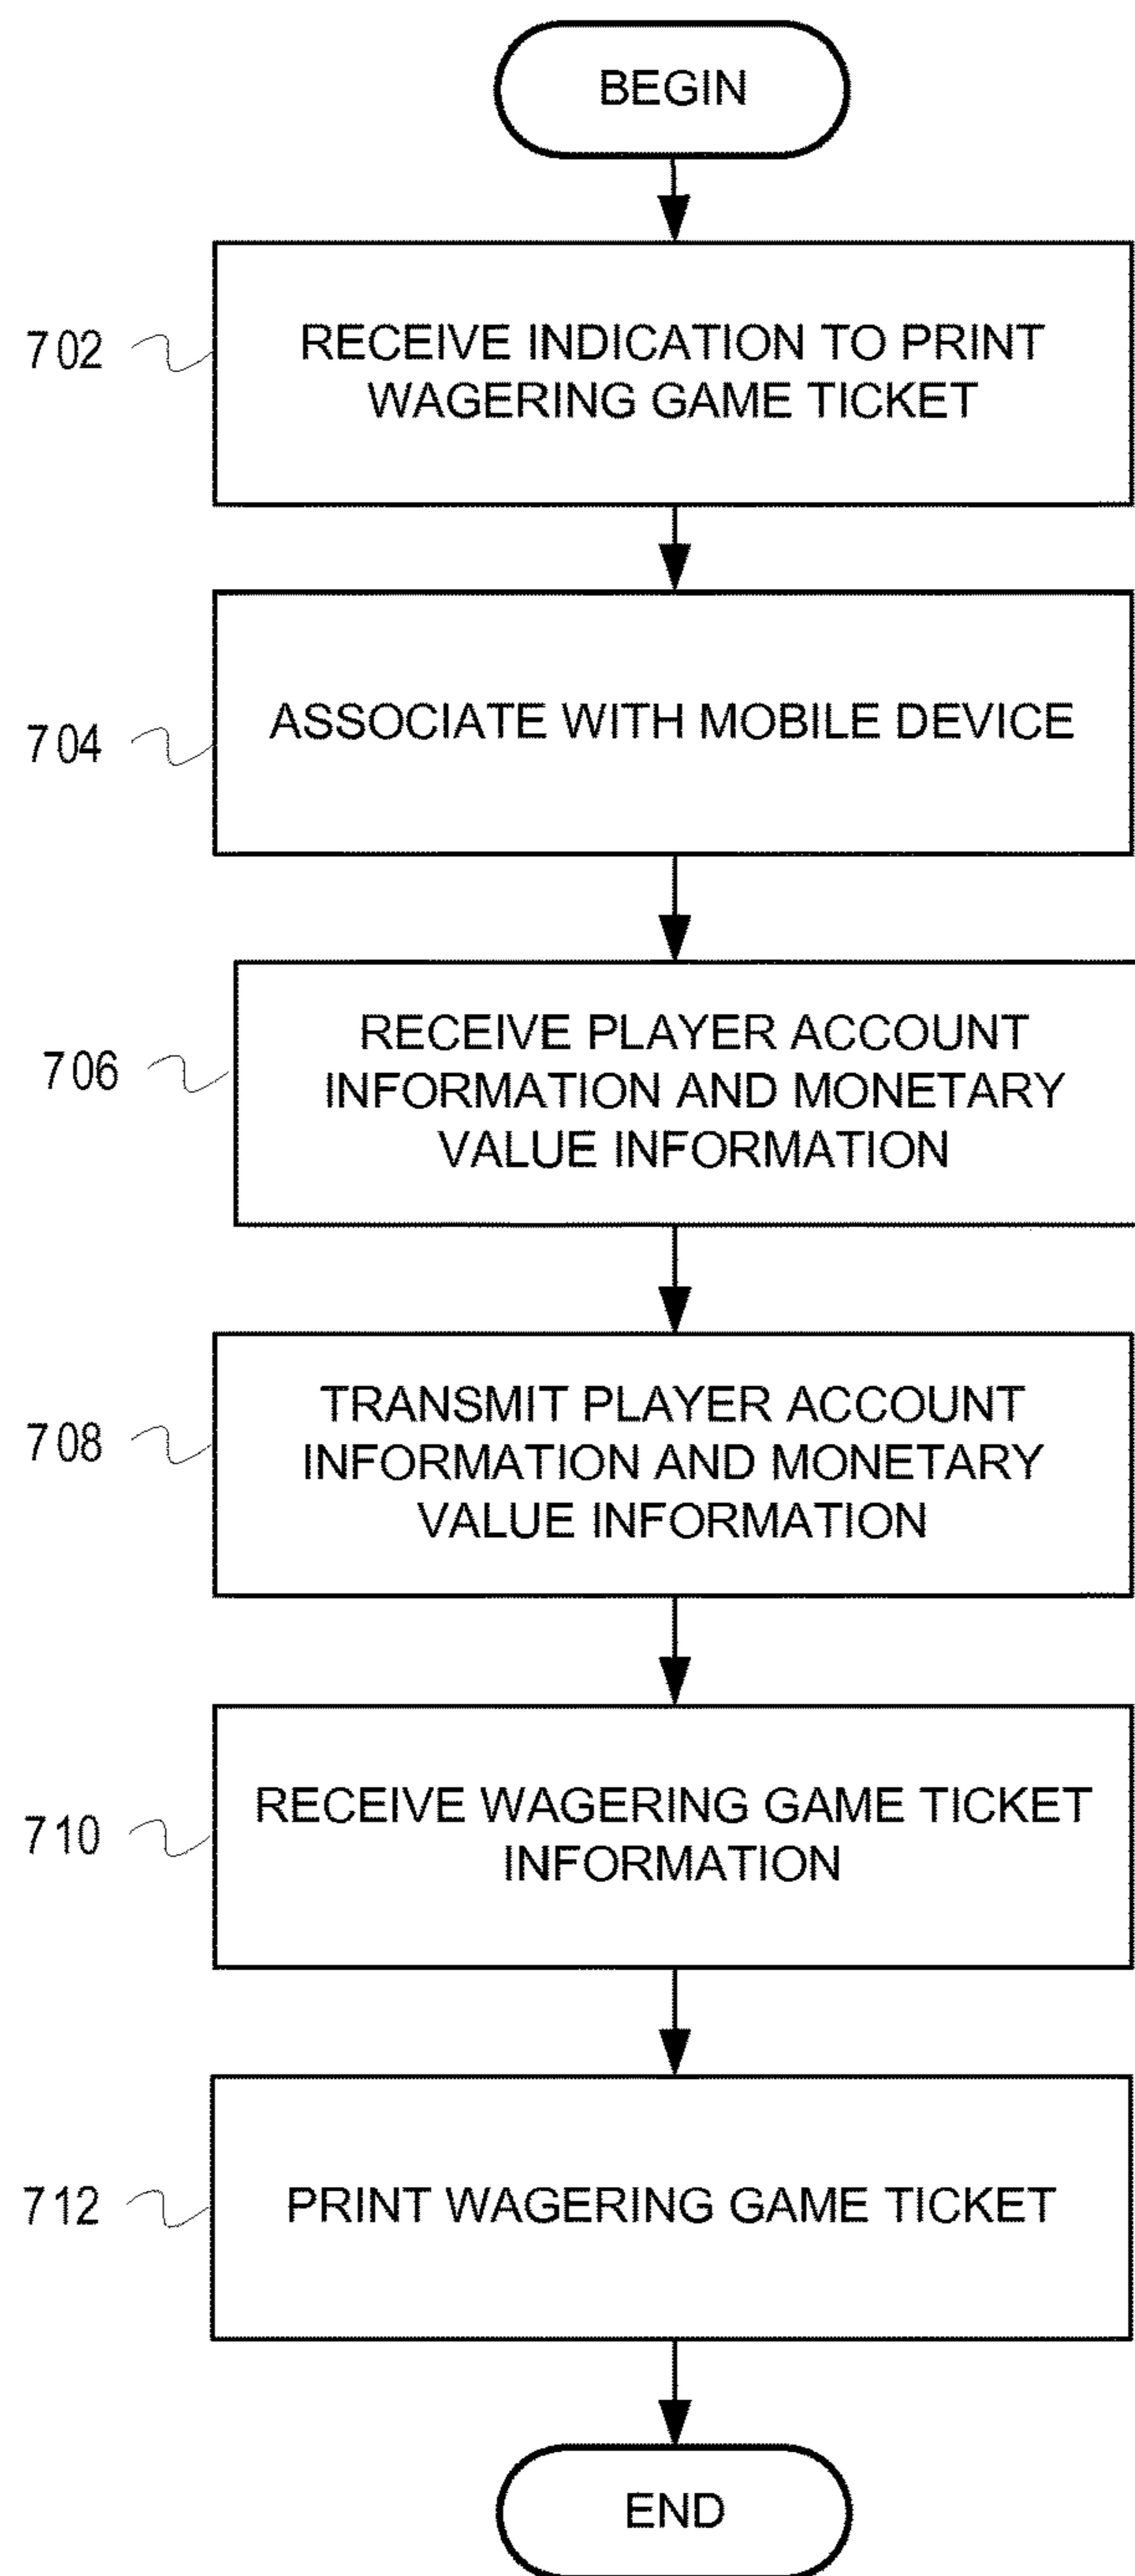 BEGIN
702
RECEIVE INDICATION TO PRINT
WAGERING GAME TICKET
704
ASSOCIATE WITH MOBILE DEVICE
706
RECEIVE PLAYER ACCOUNT
INFORMATION AND MONETARY
VALUE INFORMATION
708
TRANSMIT PLAYER ACCOUNT
INFORMATION AND MONETARY
VALUE INFORMATION
710
RECEIVE WAGERING GAME TICKET
INFORMATION
712
PRINT WAGERING GAME TICKET
END